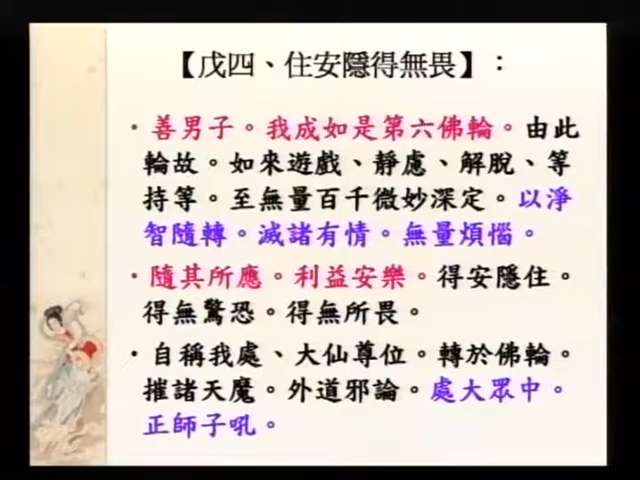 【戊四、住安隱得無畏】：
・善男子。我成如是第六佛輪。由此
輪故。如來遊戲、靜慮、解脫、等
持等。至無量百千微妙深定。以淨
智隨轉。滅諸有情。無量煩惱。
・隨其所應。利益安樂。得安隱住。
得無驚恐。得無所畏。
・自稱我處、大仙尊位。轉於佛輪。
摧諸天魔。外道邪論。處大眾中。
正師子吼。